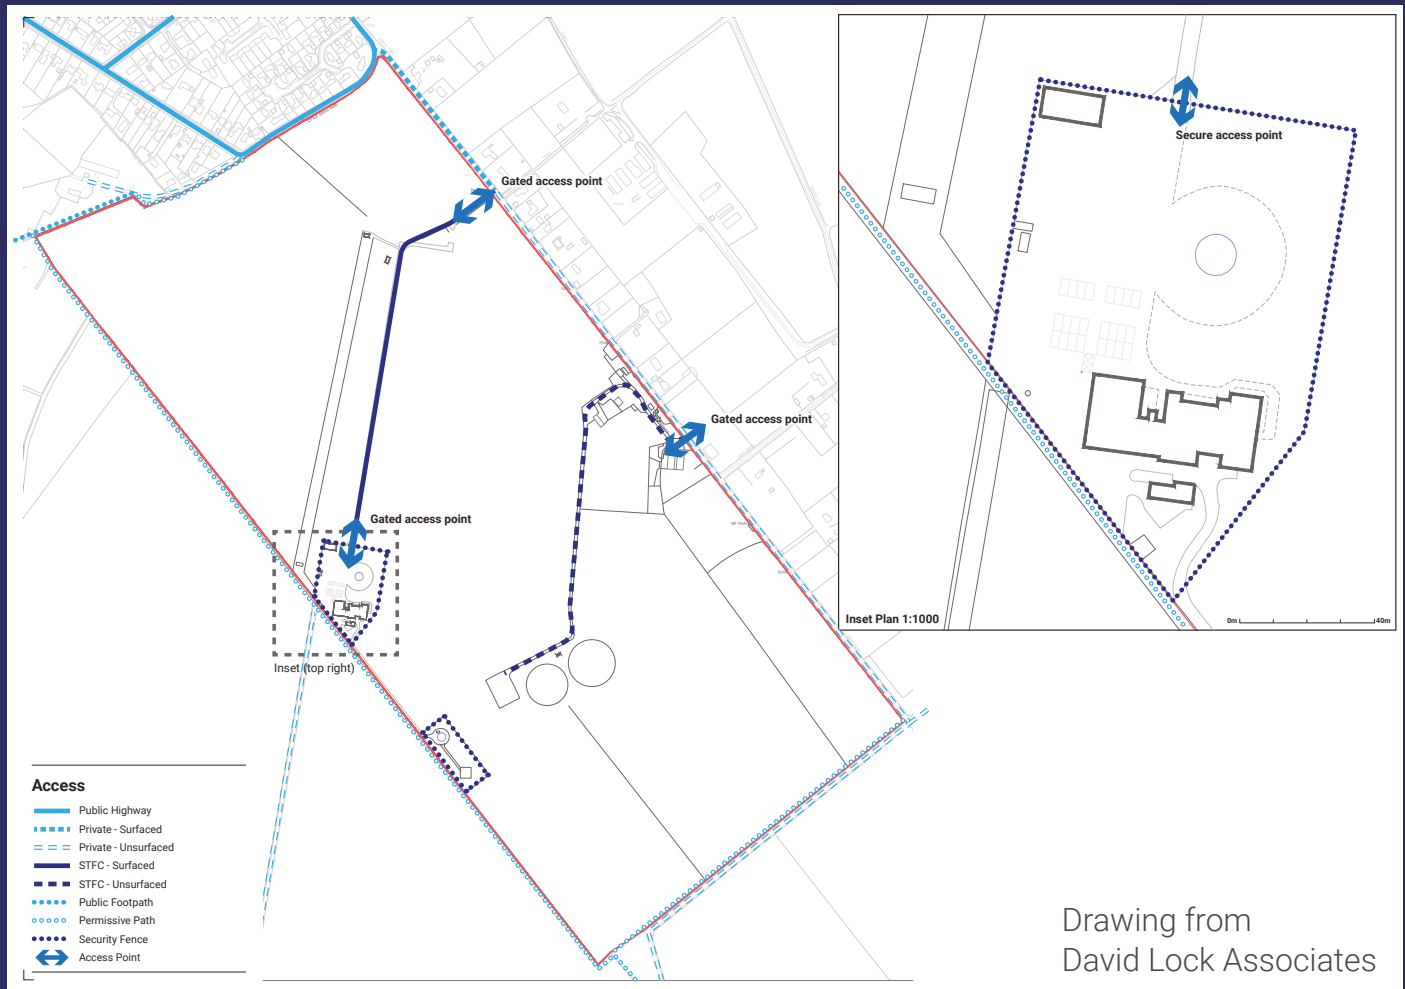 Secure access point
Gated access point
Gated access point
Gated access point
Inset Plan 1:1000
0m
40m
Inset (top right)
Access
Public Highway
Private - Surfaced
Private - Unsurfaced
STFC - Surfaced
STFC - Unsurfaced
Public Footpath
Permissive Path
Security Fence
Access Point
Drawing from
David Lock Associates